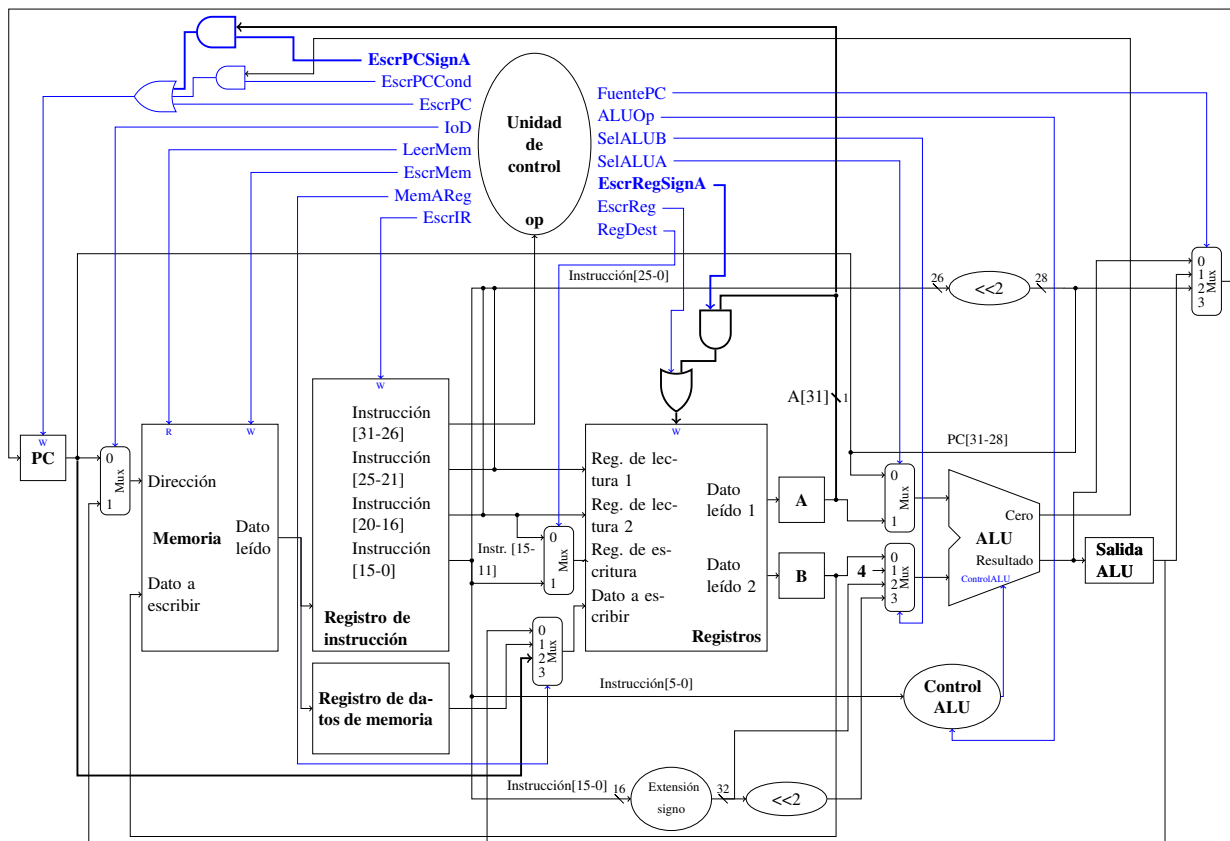 EscrPCSignA
EscrPCCond
EscrPC
IoD
LeerMem
EscrMem
MemAReg
EscrIR
Unidad
de
control
op
FuentePC
ALUOp
SelALUB
SelALUA
EscrRegSignA
EscrReg
RegDest
Instrucción[25-0]
26
<<2
28
0
1
2
3
Mux
A[31]
1
PC[31-28]
W
PC
0
1
Mux
R
W
Dirección
Memoria
Dato
leído
Dato a
escribir
W
Instrucción
[31-26]
Instrucción
[25-21]
Instrucción
[20-16]
Instrucción
[15-0]
Registro de
instrucción
Registro de da-
tos de memoria
Instr. [15-
11]
0
1
Mux
0
1
2
3
Mux
W
Reg. de lec-
tura 1
Reg. de lec-
tura 2
Reg. de es-
critura
Dato a es-
cribir
Dato
leído 1
Dato
leído 2
Registros
A
B
0
1
Mux
4
0
1
2
3
Mux
Cero
ALU
Resultado
ControlALU
Salida
ALU
Instrucción[5-0]
Control
ALU
Instrucción[15-0]
16
Extensión
signo
32
<<2